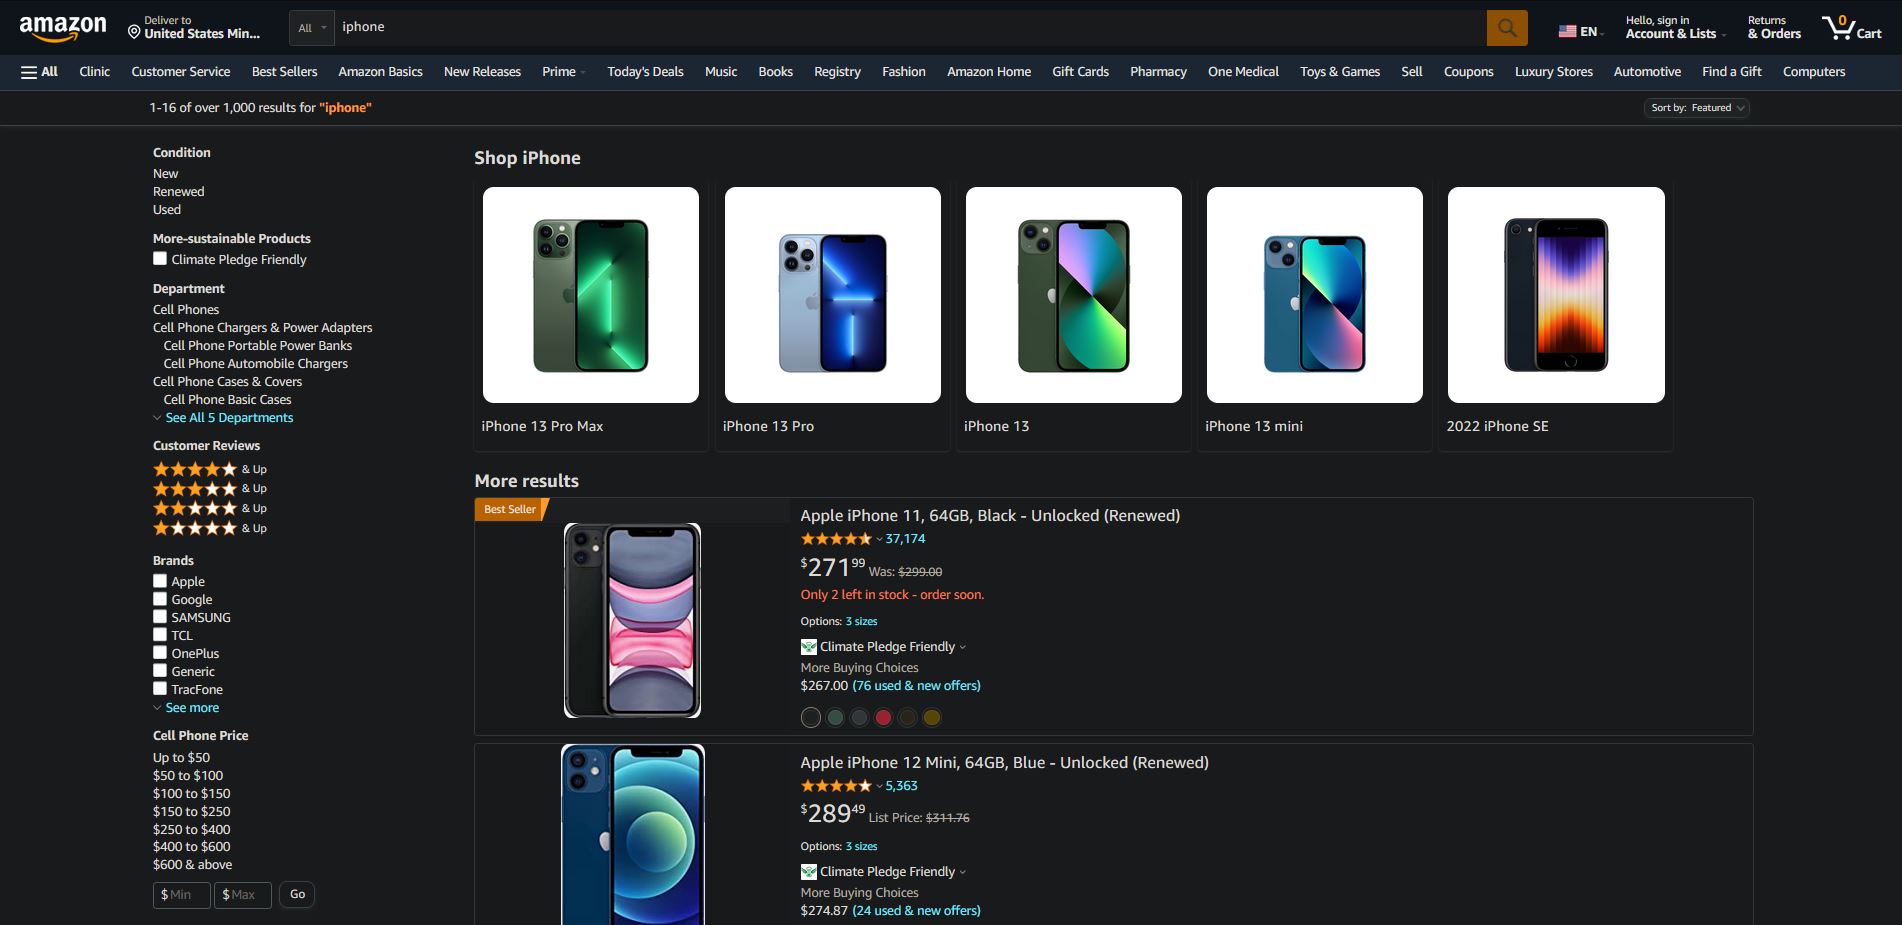 amazon
Deliver to
United States Min...
All
iphone
EN
Hello, sign in
Account & Lists
Returns
& Orders
0
Cart
All
Clinic
Customer Service
Best Sellers
Amazon Basics
New Releases
Prime
Today's Deals
Music
Books
Registry
Fashion
Amazon Home
Gift Cards
Pharmacy
One Medical
Toys & Games
Sell
Coupons
Luxury Stores
Automotive
Find a Gift
Computers
1-16 of over 1,000 results for "iphone"
Sort by: Featured
Condition
New
Renewed
Used
More-sustainable Products
Climate Pledge Friendly
Department
Cell Phones
Cell Phone Chargers & Power Adapters
Cell Phone Portable Power Banks
Cell Phone Automobile Chargers
Cell Phone Cases & Covers
Cell Phone Basic Cases
See All 5 Departments
Customer Reviews
& Up
& Up
& Up
& Up
Brands
Apple
Google
SAMSUNG
TCL
OnePlus
Generic
TracFone
See more
Cell Phone Price
Up to $50
$50 to $100
$100 to $150
$150 to $250
$250 to $400
$400 to $600
$600 & above
$ Min
$ Max
Go
Shop iPhone
iPhone 13 Pro Max
iPhone 13 Pro
iPhone 13
iPhone 13 mini
2022 iPhone SE
More results
Best Seller
Apple iPhone 11, 64GB, Black - Unlocked (Renewed)
37,174
$271.99 Was: $299.00
Only 2 left in stock - order soon.
Options: 3 sizes
Climate Pledge Friendly
More Buying Choices
$267.00 (76 used & new offers)
Apple iPhone 12 Mini, 64GB, Blue - Unlocked (Renewed)
5,363
$289.49 List Price: $311.76
Options: 3 sizes
Climate Pledge Friendly
More Buying Choices
$274.87 (24 used & new offers)